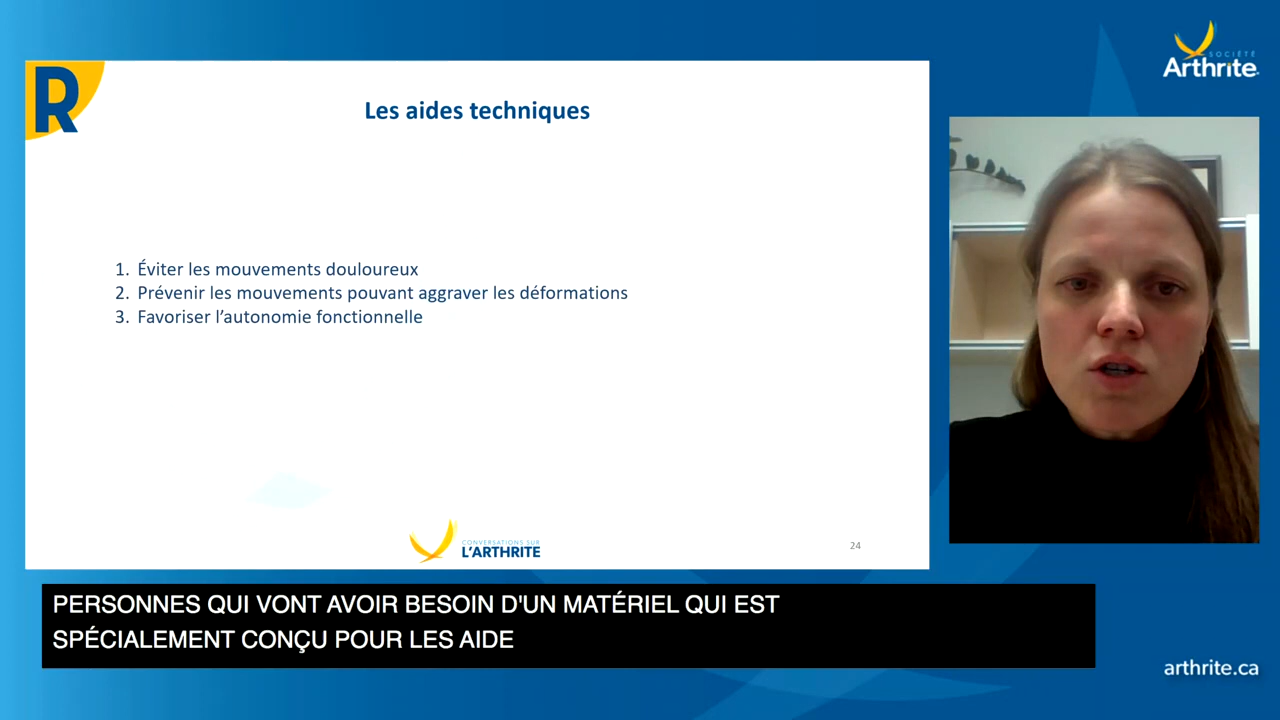 SOCIÉTÉ
Arthrite
R
Les aides techniques
1. Éviter les mouvements douloureux
2. Prévenir les mouvements pouvant aggraver les déformations
3. Favoriser l’autonomie fonctionnelle
CONVERSATIONS SUR
L’ARTHRITE
24
PERSONNES QUI VONT AVOIR BESOIN D'UN MATÉRIEL QUI EST
SPÉCIALEMENT CONÇU POUR LES AIDE
arthrite.ca